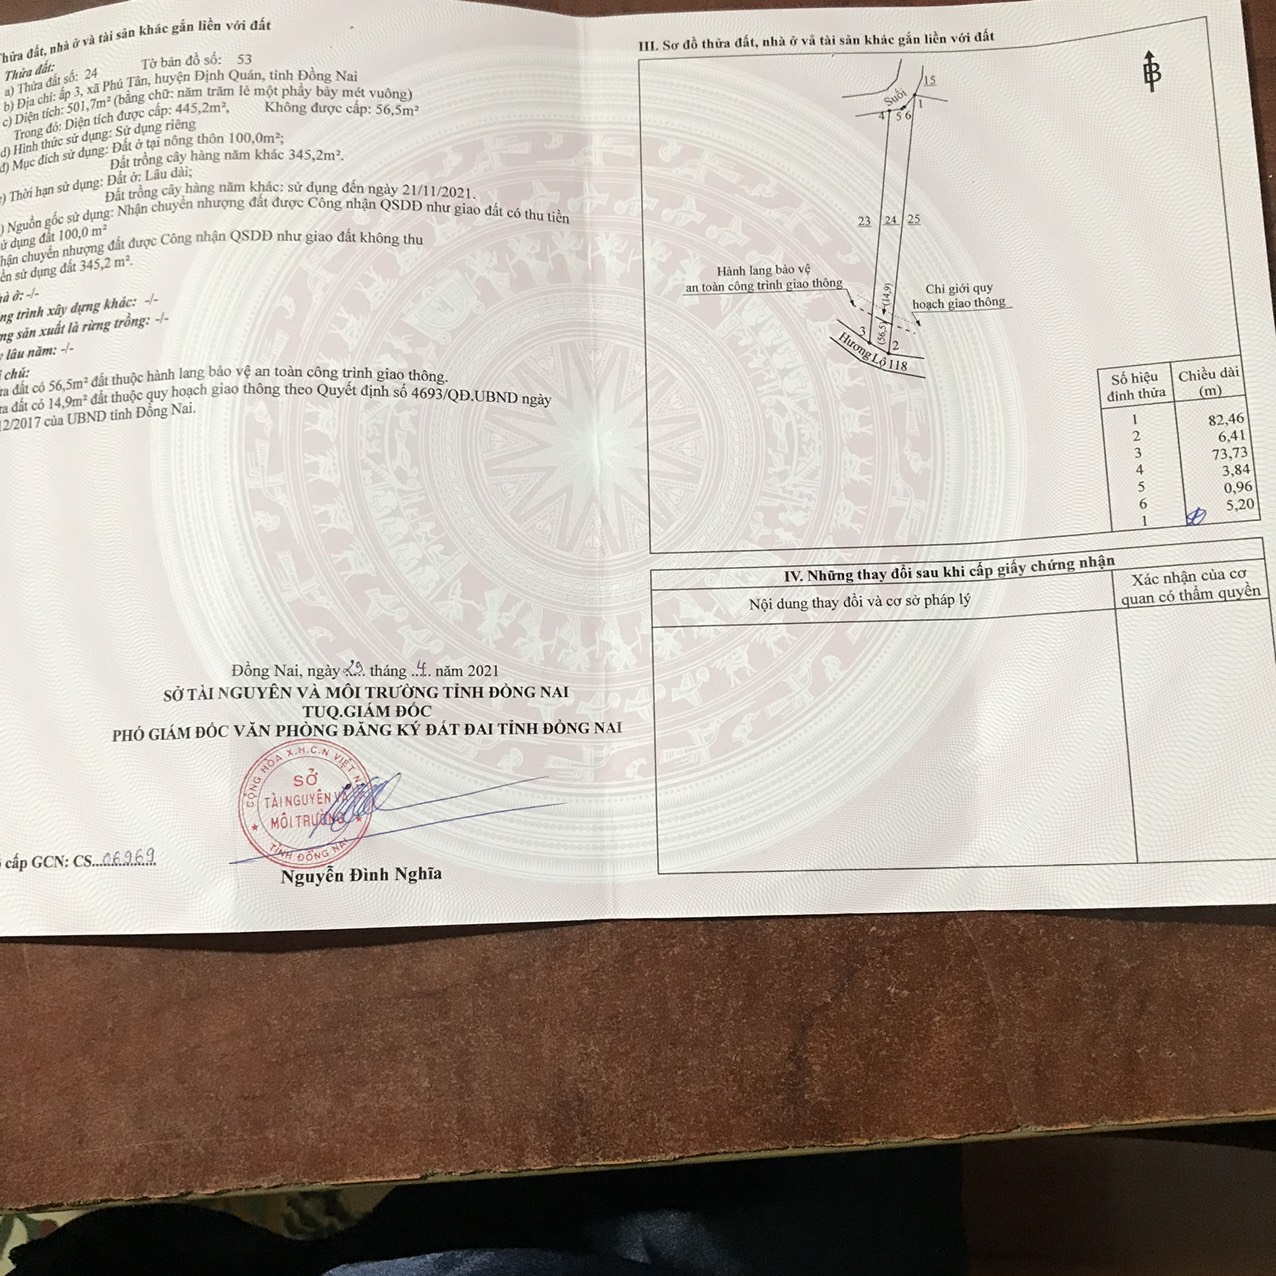 Thửa đất, nhà ở và tài sản khác gắn liền với đất
Thửa đất:
a) Thửa đất số: 24 Tờ bản đồ số: 53
b) Địa chỉ: ấp 3, xã Phú Tân, huyện Định Quán, tỉnh Đồng Nai
c) Diện tích: 501,7m² (bằng chữ: năm trăm lẻ một phẩy bảy mét vuông)
Trong đó: Diện tích được cấp: 445,2m², Không được cấp: 56,5m²
d) Hình thức sử dụng: Sử dụng riêng
đ) Mục đích sử dụng: Đất ở tại nông thôn 100,0m²;
Đất trồng cây hàng năm khác 345,2m².
) Thời hạn sử dụng: Đất ở: Lâu dài;
Đất trồng cây hàng năm khác: sử dụng đến ngày 21/11/2021.
) Nguồn gốc sử dụng: Nhận chuyển nhượng đất được Công nhận QSDĐ như giao đất có thu tiền
sử dụng đất 100,0 m²
hận chuyển nhượng đất được Công nhận QSDĐ như giao đất không thu
ền sử dụng đất 345,2 m².
hà ở: -/-
ng trình xây dựng khác: -/-
ng sản xuất là rừng trồng: -/-
y lâu năm: -/-
i chú:
ửa đất có 56,5m² đất thuộc hành lang bảo vệ an toàn công trình giao thông.
ửa đất có 14,9m² đất thuộc quy hoạch giao thông theo Quyết định số 4693/QĐ.UBND ngày
12/2017 của UBND tỉnh Đồng Nai.
Đồng Nai, ngày 29 tháng 4 năm 2021
SỞ TÀI NGUYÊN VÀ MÔI TRƯỜNG TỈNH ĐỒNG NAI
TUQ.GIÁM ĐỐC
PHÓ GIÁM ĐỐC VĂN PHÒNG ĐĂNG KÝ ĐẤT ĐAI TỈNH ĐỒNG NAI
CỘNG HÒA X.H.C.N VIỆT N
SỞ
TÀI NGUYÊN VÀ
MÔI TRƯỜNG
TỈNH ĐỒNG NAI
Nguyễn Đình Nghĩa
cấp GCN: CS...06969
III. Sơ đồ thửa đất, nhà ở và tài sản khác gắn liền với đất
B
15
Suối
4 5 6 1
23 24 25
Hành lang bảo vệ
an toàn công trình giao thông
Chỉ giới quy
hoạch giao thông
(14,9)
(56,5)
3 2
Hương Lộ 118
Số hiệu đỉnh thửa Chiều dài (m)
1
82,46
2
6,41
3
73,73
4
3,84
5
0,96
6
5,20
1
IV. Những thay đổi sau khi cấp giấy chứng nhận
Nội dung thay đổi và cơ sở pháp lý
Xác nhận của cơ
quan có thẩm quyền